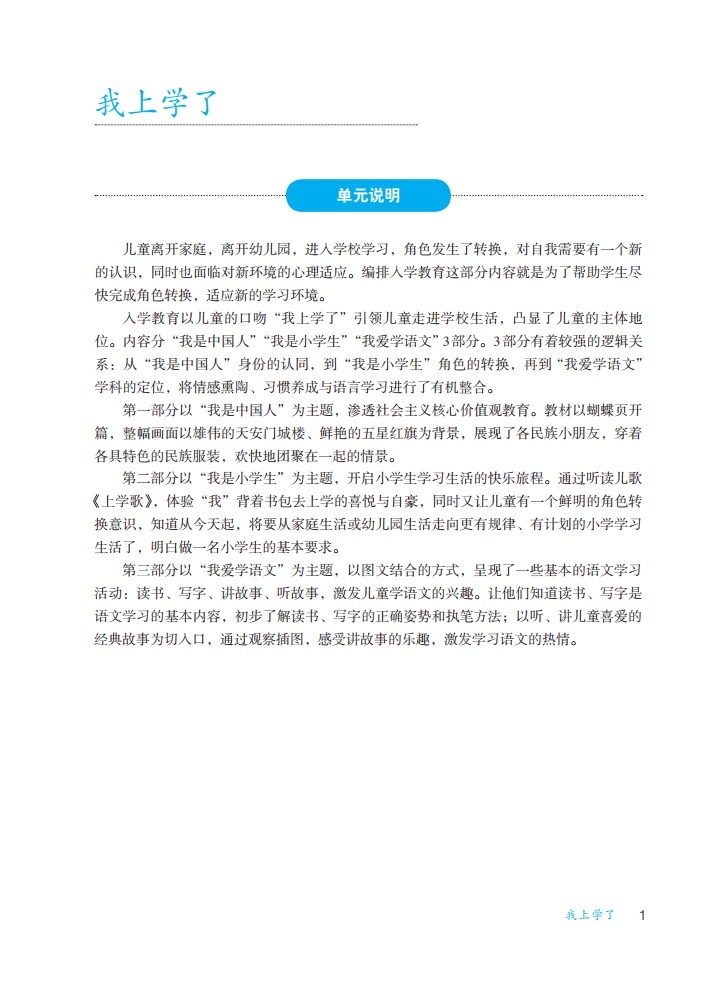 我上学了
单元说明
儿童离开家庭，离开幼儿园，进入学校学习，角色发生了转换，对自我需要有一个新
的认识，同时也面临对新环境的心理适应。编排入学教育这部分内容就是为了帮助学生尽
快完成角色转换，适应新的学习环境。
入学教育以儿童的口吻“我上学了”引领儿童走进学校生活，凸显了儿童的主体地
位。内容分“我是中国人”“我是小学生”“我爱学语文”3部分。3部分有着较强的逻辑关
系：从“我是中国人”身份的认同，到“我是小学生”角色的转换，再到“我爱学语文”
学科的定位，将情感熏陶、习惯养成与语言学习进行了有机整合。
第一部分以“我是中国人”为主题，渗透社会主义核心价值观教育。教材以蝴蝶页开
篇，整幅画面以雄伟的天安门城楼、鲜艳的五星红旗为背景，展现了各民族小朋友，穿着
各具特色的民族服装，欢快地团聚在一起的情景。
第二部分以“我是小学生”为主题，开启小学生学习生活的快乐旅程。通过听读儿歌
《上学歌》，体验“我”背着书包去上学的喜悦与自豪，同时又让儿童有一个鲜明的角色转
换意识，知道从今天起，将要从家庭生活或幼儿园生活走向更有规律、有计划的小学学习
生活了，明白做一名小学生的基本要求。
第三部分以“我爱学语文”为主题，以图文结合的方式，呈现了一些基本的语文学习
活动：读书、写字、讲故事、听故事，激发儿童学语文的兴趣。让他们知道读书、写字是
语文学习的基本内容，初步了解读书、写字的正确姿势和执笔方法；以听、讲儿童喜爱的
经典故事为切入口，通过观察插图，感受讲故事的乐趣，激发学习语文的热情。
我上学了 1